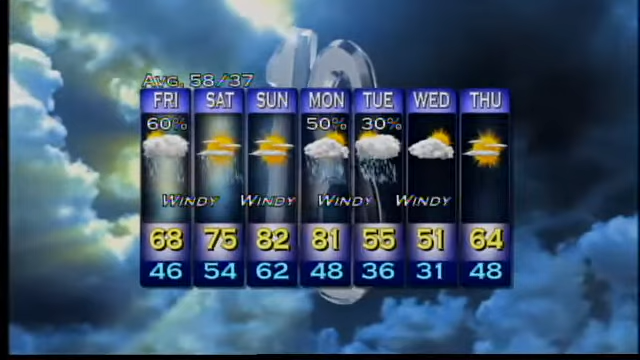 Avg. 58/37
FRI SAT SUN MON TUE WED THU
60% 50% 30%
WINDY WINDY WINDY WINDY
68 75 82 81 55 51 64
46 54 62 48 36 31 48
10